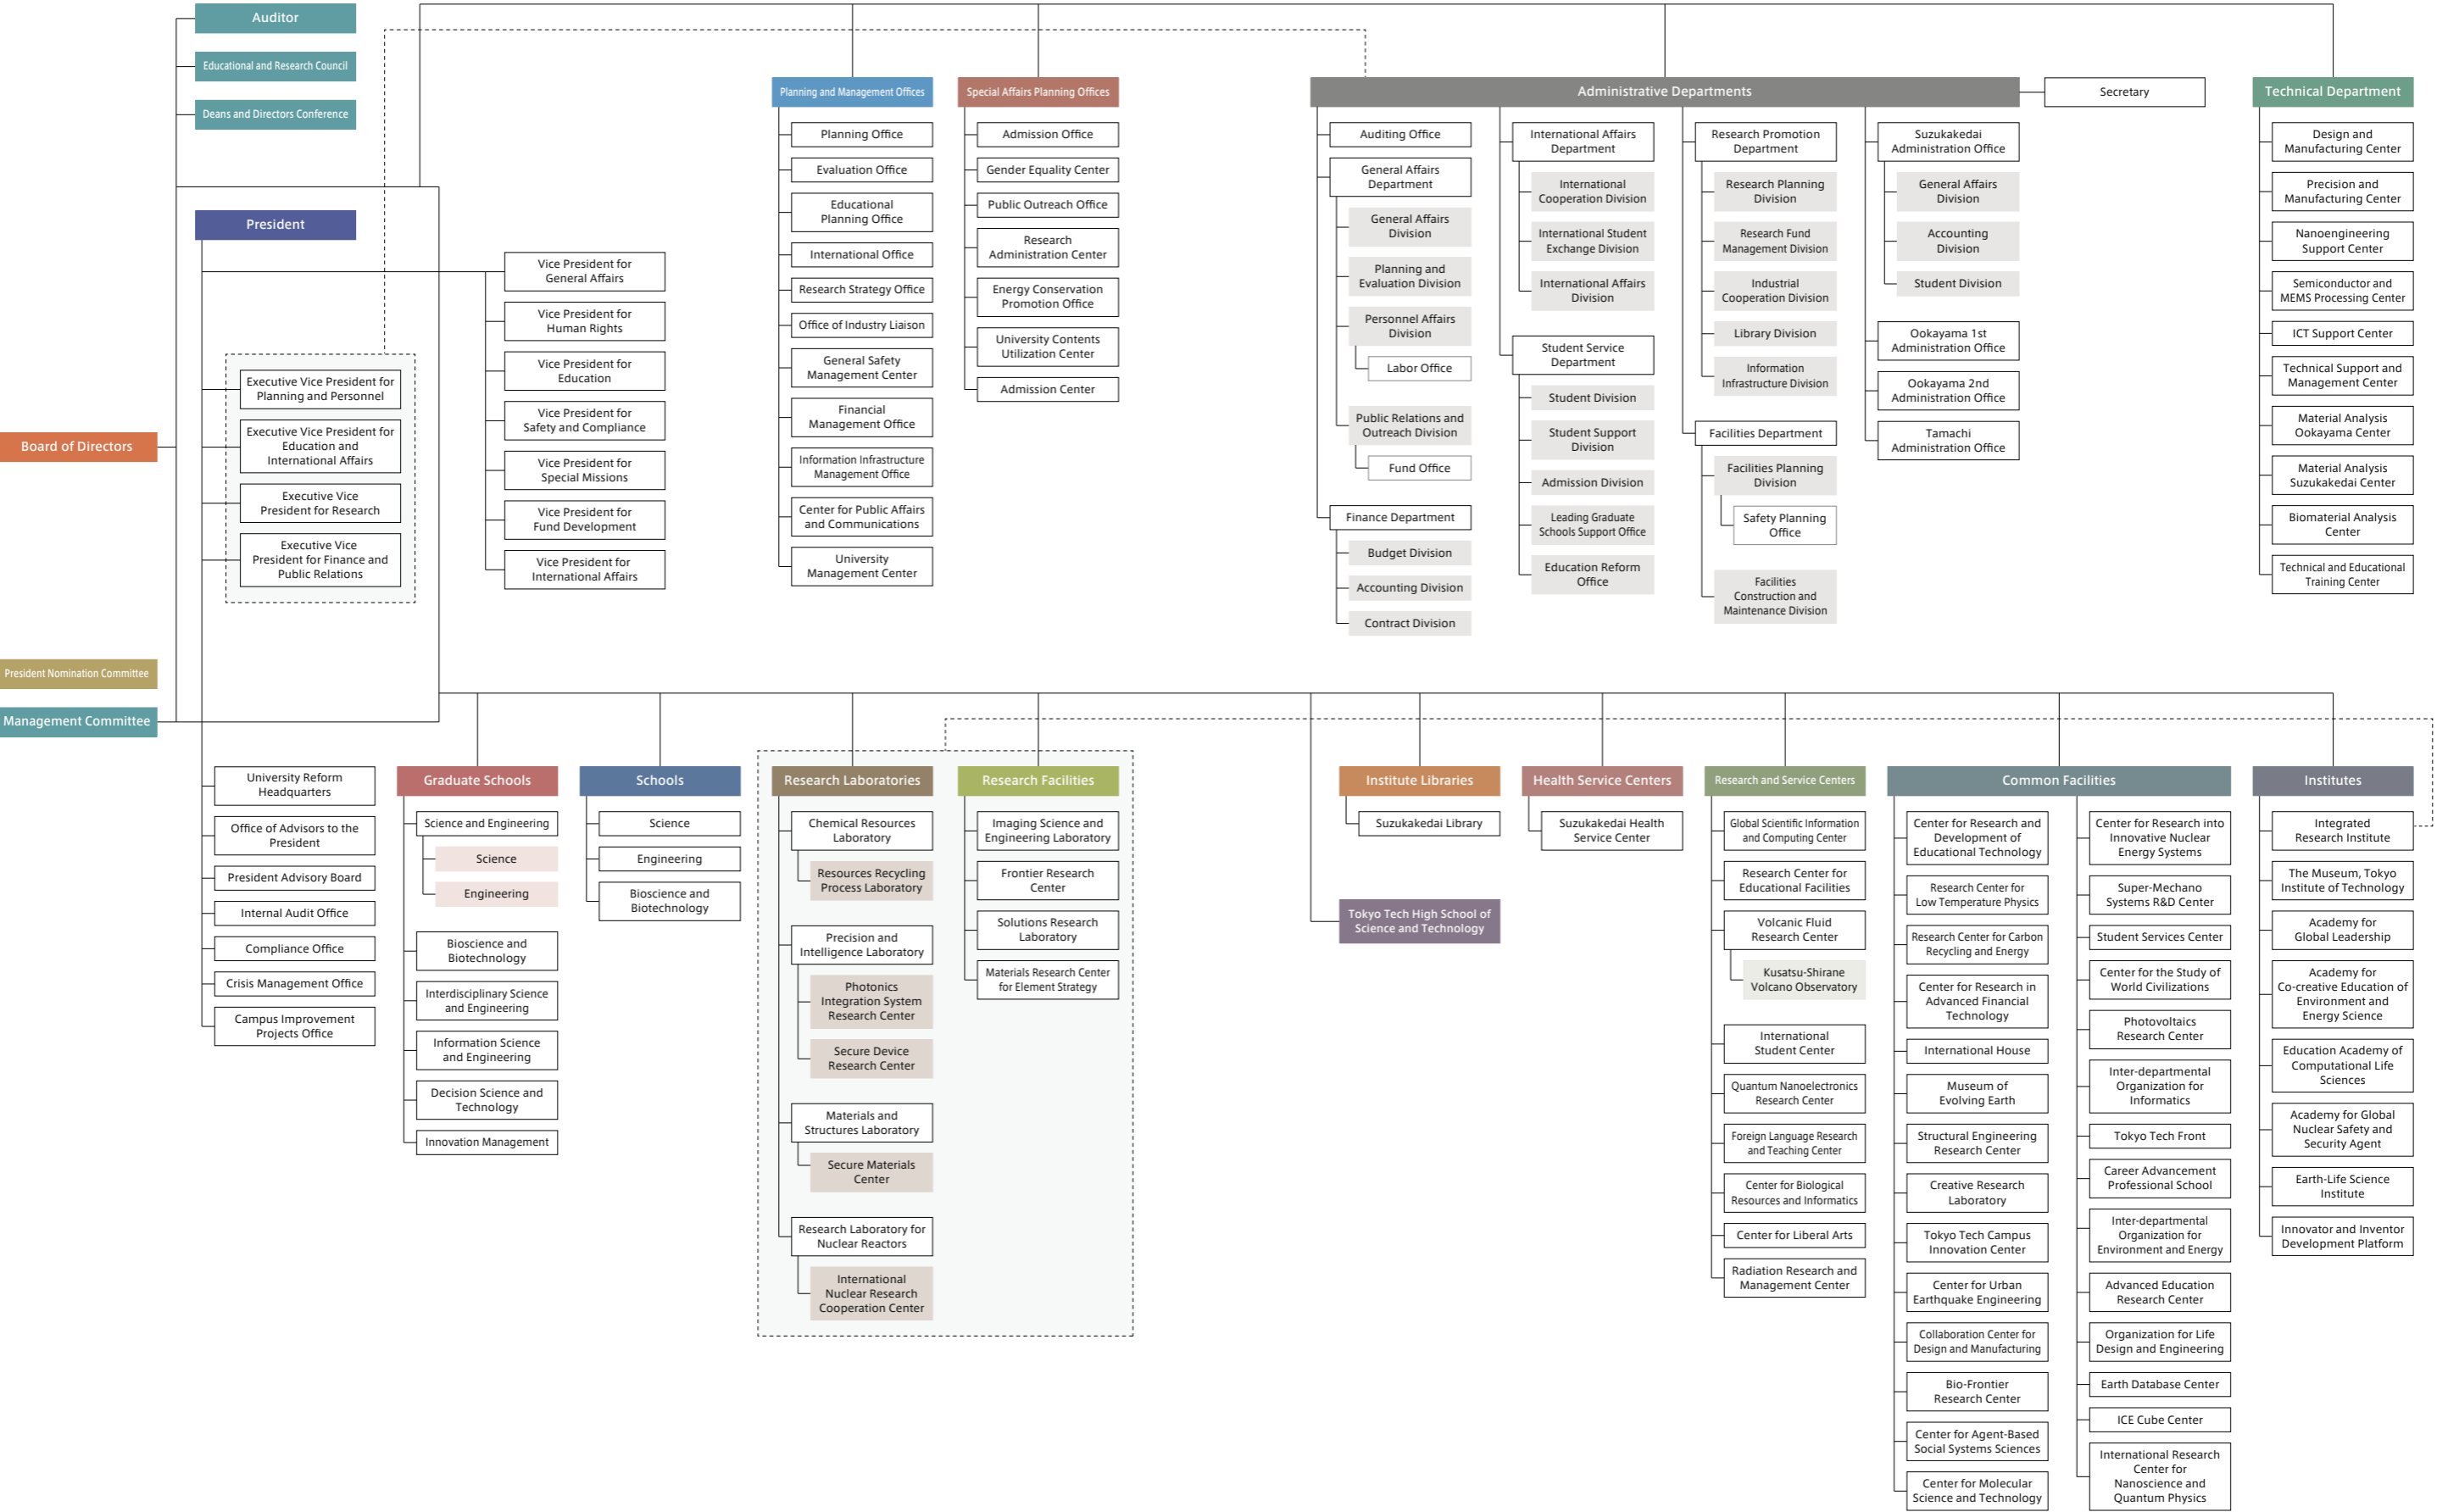 Auditor
Educational and Research Council
Deans and Directors Conference
President
Executive Vice President for
Planning and Personnel
Executive Vice President for
Education and
International Affairs
Executive Vice
President for Research
Executive Vice
President for Finance and
Public Relations
Board of Directors
President Nomination Committee
Management Committee
Vice President for
General Affairs
Vice President for
Human Rights
Vice President for
Education
Vice President for
Safety and Compliance
Vice President for
Special Missions
Vice President for
Fund Development
Vice President for
International Affairs
Planning and Management Offices
Planning Office
Evaluation Office
Educational
Planning Office
International Office
Research Strategy Office
Office of Industry Liaison
General Safety
Management Center
Financial
Management Office
Information Infrastructure
Management Office
Center for Public Affairs
and Communications
University
Management Center
Special Affairs Planning Offices
Admission Office
Gender Equality Center
Public Outreach Office
Research
Administration Center
Energy Conservation
Promotion Office
University Contents
Utilization Center
Admission Center
Administrative Departments
Secretary
Auditing Office
General Affairs
Department
General Affairs
Division
Planning and
Evaluation Division
Personnel Affairs
Division
Labor Office
Public Relations and
Outreach Division
Fund Office
Finance Department
Budget Division
Accounting Division
Contract Division
International Affairs
Department
International
Cooperation Division
International Student
Exchange Division
International Affairs
Division
Student Service
Department
Student Division
Student Support
Division
Admission Division
Leading Graduate
Schools Support Office
Education Reform
Office
Research Promotion
Department
Research Planning
Division
Research Fund
Management Division
Industrial
Cooperation Division
Library Division
Information
Infrastructure Division
Facilities Department
Facilities Planning
Division
Safety Planning
Office
Facilities
Construction and
Maintenance Division
Suzukakedai
Administration Office
General Affairs
Division
Accounting
Division
Student Division
Ookayama 1st
Administration Office
Ookayama 2nd
Administration Office
Tamachi
Administration Office
Technical Department
Design and
Manufacturing Center
Precision and
Manufacturing Center
Nanoengineering
Support Center
Semiconductor and
MEMS Processing Center
ICT Support Center
Technical Support and
Management Center
Material Analysis
Ookayama Center
Material Analysis
Suzukakedai Center
Biomaterial Analysis
Center
Technical and Educational
Training Center
University Reform
Headquarters
Office of Advisors to the
President
President Advisory Board
Internal Audit Office
Compliance Office
Crisis Management Office
Campus Improvement
Projects Office
Graduate Schools
Science and Engineering
Science
Engineering
Bioscience and
Biotechnology
Interdisciplinary Science
and Engineering
Information Science
and Engineering
Decision Science and
Technology
Innovation Management
Schools
Science
Engineering
Bioscience and
Biotechnology
Research Laboratories
Chemical Resources
Laboratory
Resources Recycling
Process Laboratory
Precision and
Intelligence Laboratory
Photonics
Integration System
Research Center
Secure Device
Research Center
Materials and
Structures Laboratory
Secure Materials
Center
Research Laboratory for
Nuclear Reactors
International
Nuclear Research
Cooperation Center
Research Facilities
Imaging Science and
Engineering Laboratory
Frontier Research
Center
Solutions Research
Laboratory
Materials Research Center
for Element Strategy
Institute Libraries
Suzukakedai Library
Tokyo Tech High School of
Science and Technology
Health Service Centers
Suzukakedai Health
Service Center
Research and Service Centers
Global Scientific Information
and Computing Center
Research Center for
Educational Facilities
Volcanic Fluid
Research Center
Kusatsu-Shirane
Volcano Observatory
International
Student Center
Quantum Nanoelectronics
Research Center
Foreign Language Research
and Teaching Center
Center for Biological
Resources and Informatics
Center for Liberal Arts
Radiation Research and
Management Center
Common Facilities
Center for Research and
Development of
Educational Technology
Research Center for
Low Temperature Physics
Research Center for Carbon
Recycling and Energy
Center for Research in
Advanced Financial
Technology
International House
Museum of
Evolving Earth
Structural Engineering
Research Center
Creative Research
Laboratory
Tokyo Tech Campus
Innovation Center
Center for Urban
Earthquake Engineering
Collaboration Center for
Design and Manufacturing
Bio-Frontier
Research Center
Center for Agent-Based
Social Systems Sciences
Center for Molecular
Science and Technology
Center for Research into
Innovative Nuclear
Energy Systems
Super-Mechano
Systems R&D Center
Student Services Center
Center for the Study of
World Civilizations
Photovoltaics
Research Center
Inter-departmental
Organization for
Informatics
Tokyo Tech Front
Career Advancement
Professional School
Inter-departmental
Organization for
Environment and Energy
Advanced Education
Research Center
Organization for Life
Design and Engineering
Earth Database Center
ICE Cube Center
International Research
Center for
Nanoscience and
Quantum Physics
Institutes
Integrated
Research Institute
The Museum, Tokyo
Institute of Technology
Academy for
Global Leadership
Academy for
Co-creative Education of
Environment and
Energy Science
Education Academy of
Computational Life
Sciences
Academy for Global
Nuclear Safety and
Security Agent
Earth-Life Science
Institute
Innovator and Inventor
Development Platform